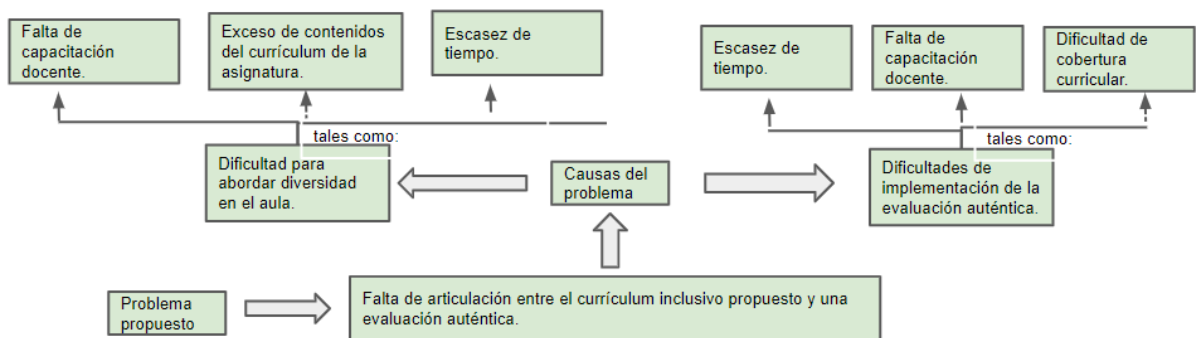 Falta de
capacitación
docente.
Exceso de contenidos
del currículum de la
asignatura.
Escasez de
tiempo.
Escasez de
tiempo.
Falta de
capacitación
docente.
Dificultad de
cobertura
curricular.
tales como:
tales como:
Dificultad para
abordar diversidad
en el aula.
Causas del
problema
Dificultades de
implementación de la
evaluación auténtica.
Problema
propuesto
Falta de articulación entre el currículum inclusivo propuesto y una
evaluación auténtica.